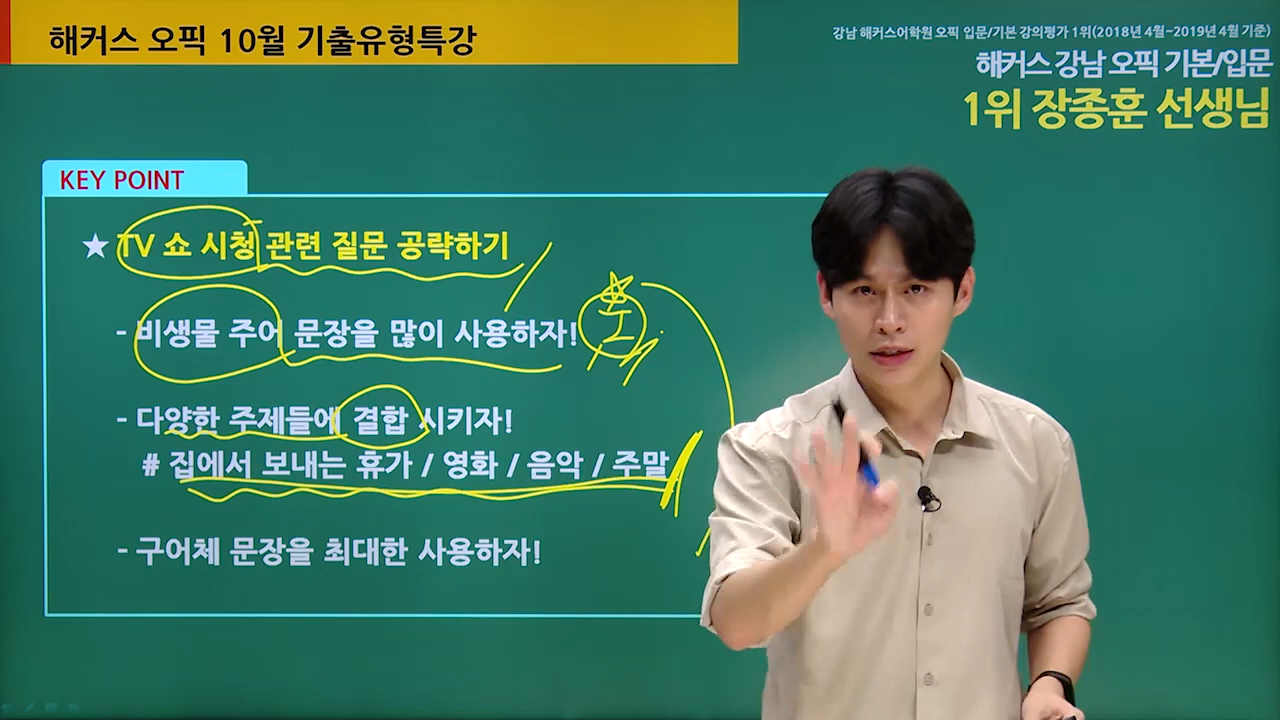 해커스 오픽 10월 기출유형특강
강남 해커스어학원 오픽 입문/기본 강의평가 1위(2018년 4월~2019년 4월 기준)
해커스 강남 오픽 기본/입문
1위 장종훈 선생님
KEY POINT
★ TV 쇼 시청 관련 질문 공략하기
- 비생물 주어 문장을 많이 사용하자!
I
- 다양한 주제들에 결합 시키자!
# 집에서 보내는 휴가 / 영화 / 음악 / 주말
- 구어체 문장을 최대한 사용하자!